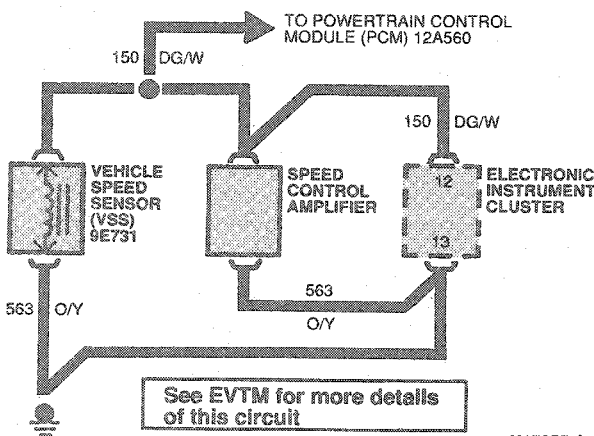 TO POWERTRAIN CONTROL
MODULE (PCM) 12A560
150 DG/W
150 DG/W
VEHICLE
SPEED
SENSOR
(VSS)
9E731
SPEED
CONTROL
AMPLIFIER
12
13
ELECTRONIC
INSTRUMENT
CLUSTER
563 O/Y
563
O/Y
See EVTM for more details
of this circuit